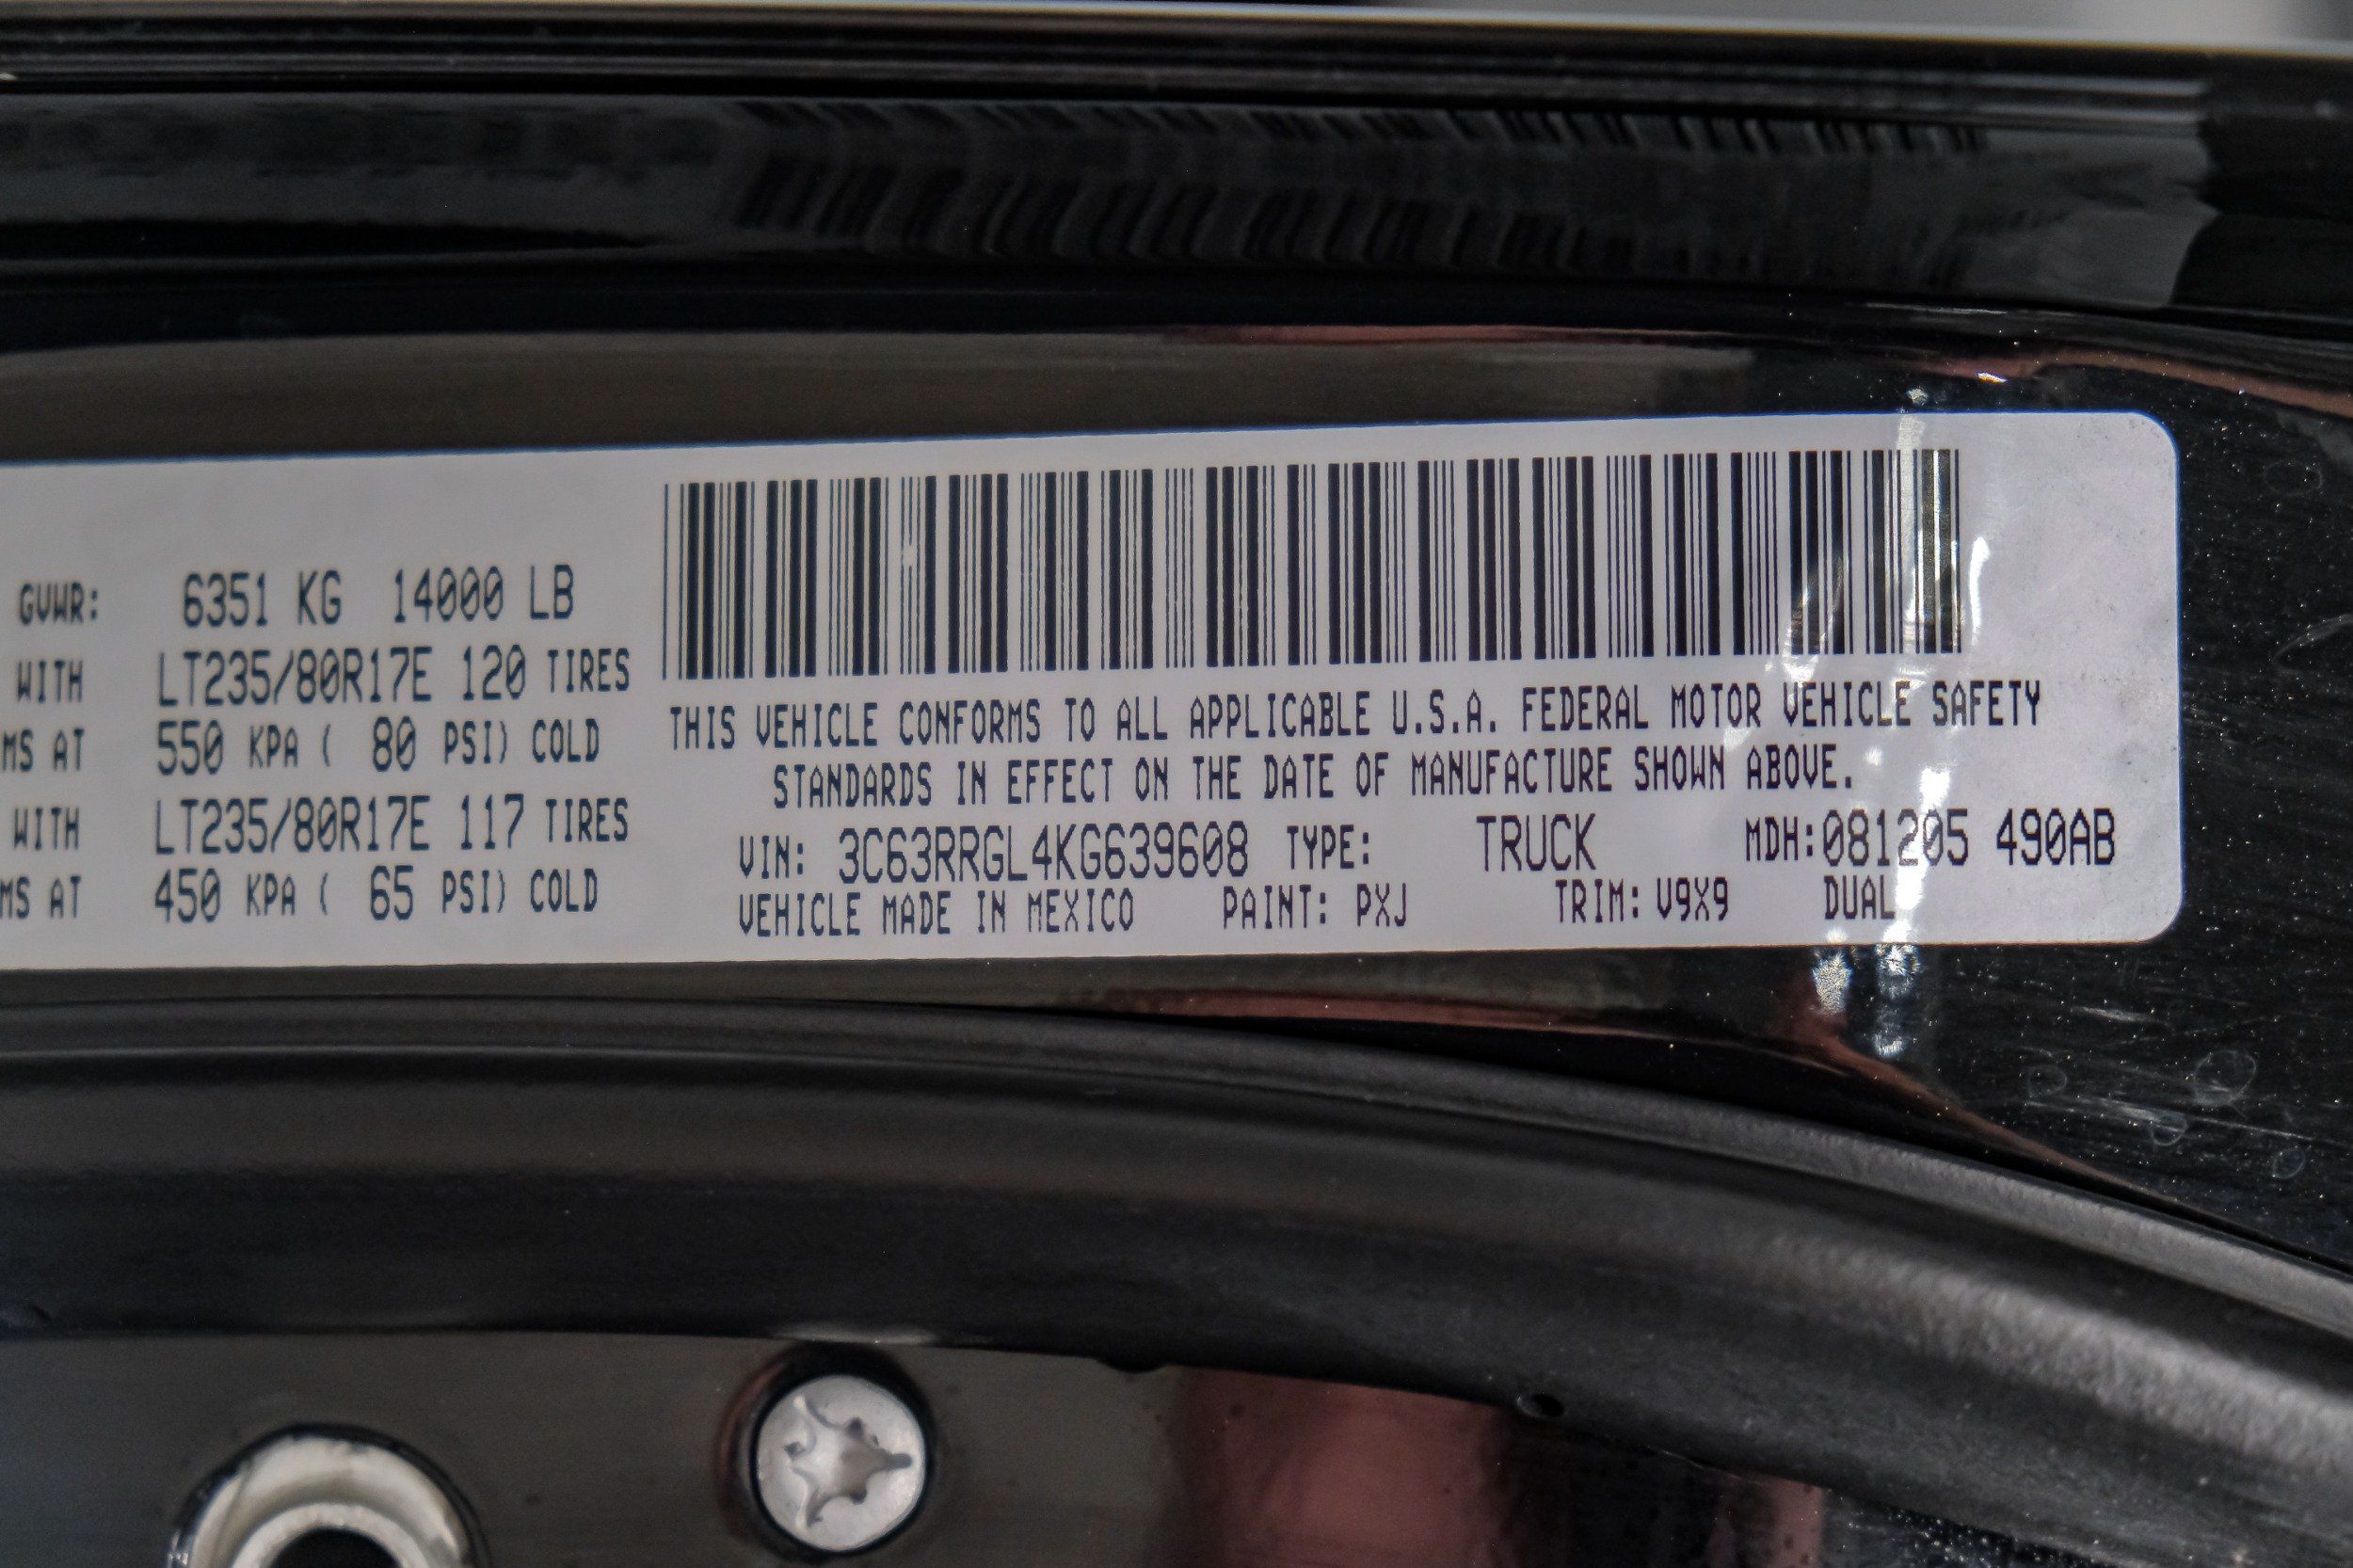 GVWR: 6351 KG 14000 LB
WITH LT235/80R17E 120 TIRES
MS AT 550 KPA ( 80 PSI) COLD
WITH LT235/80R17E 117 TIRES
MS AT 450 KPA ( 65 PSI) COLD
THIS VEHICLE CONFORMS TO ALL APPLICABLE U.S.A. FEDERAL MOTOR VEHICLE SAFETY
STANDARDS IN EFFECT ON THE DATE OF MANUFACTURE SHOWN ABOVE.
VIN: 3C63RRGL4KG639608 TYPE: TRUCK MDH:081205 490AB
VEHICLE MADE IN MEXICO PAINT: PXJ TRIM: V9X9 DUAL